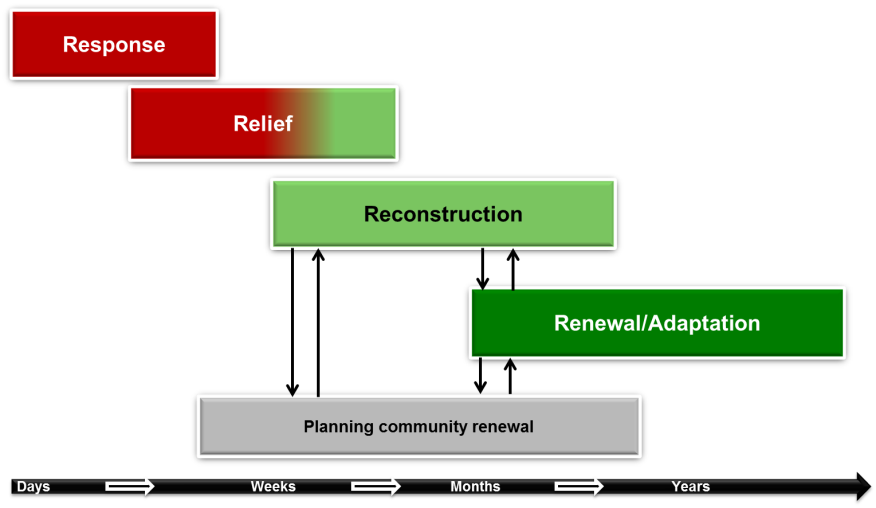 Response
Relief
Reconstruction
Renewal/Adaptation
Planning community renewal
Days
Weeks
Months
Years